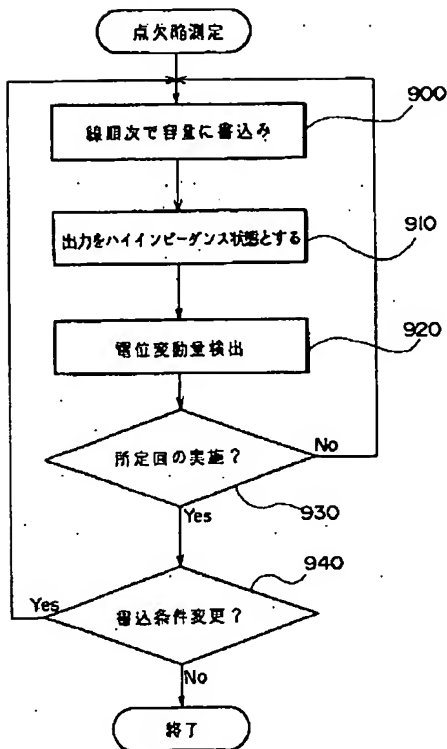 点欠陥測定
900
線順次で容量に書込み
910
出力をハイインピーダンス状態とする
920
電位変動量検出
所定回の実施?
No
930
Yes
940
Yes
書込条件変更?
No
終了